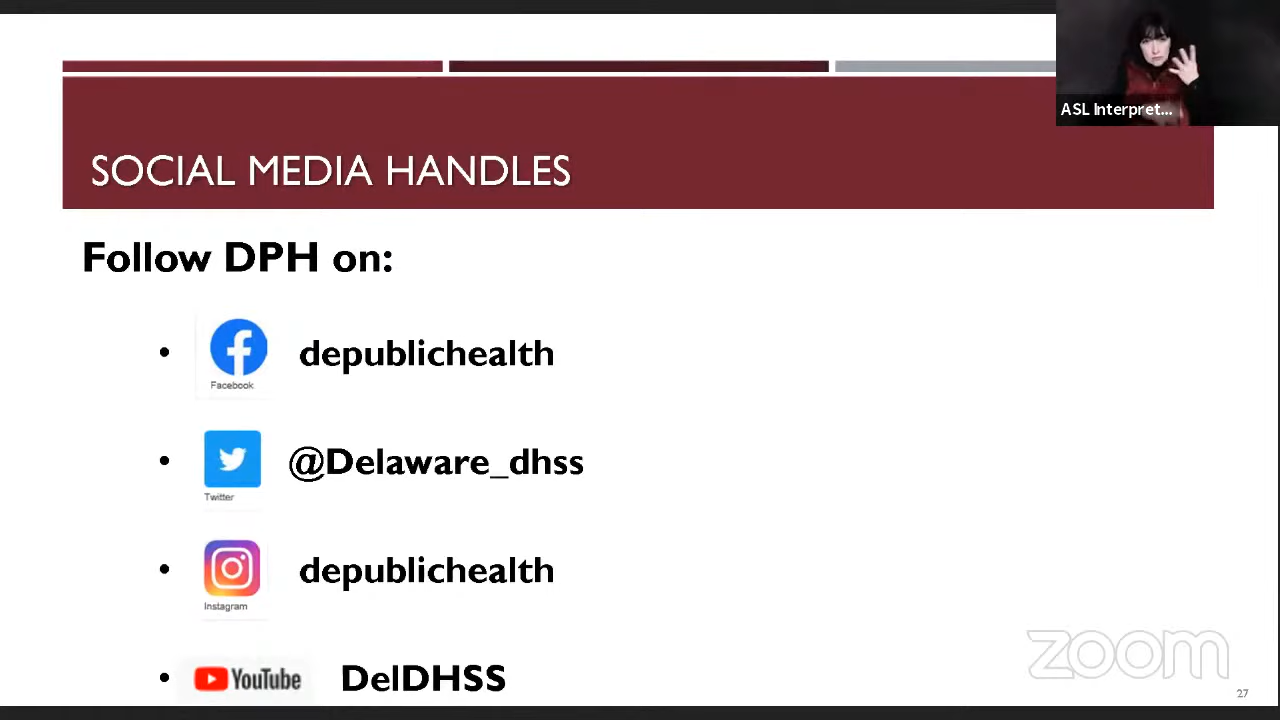 ASL Interpret...
SOCIAL MEDIA HANDLES
Follow DPH on:
• depublichealth
Facebook
• @Delaware_dhss
Twitter
• depublichealth
Instagram
• YouTube DelDHSS
zoom
27